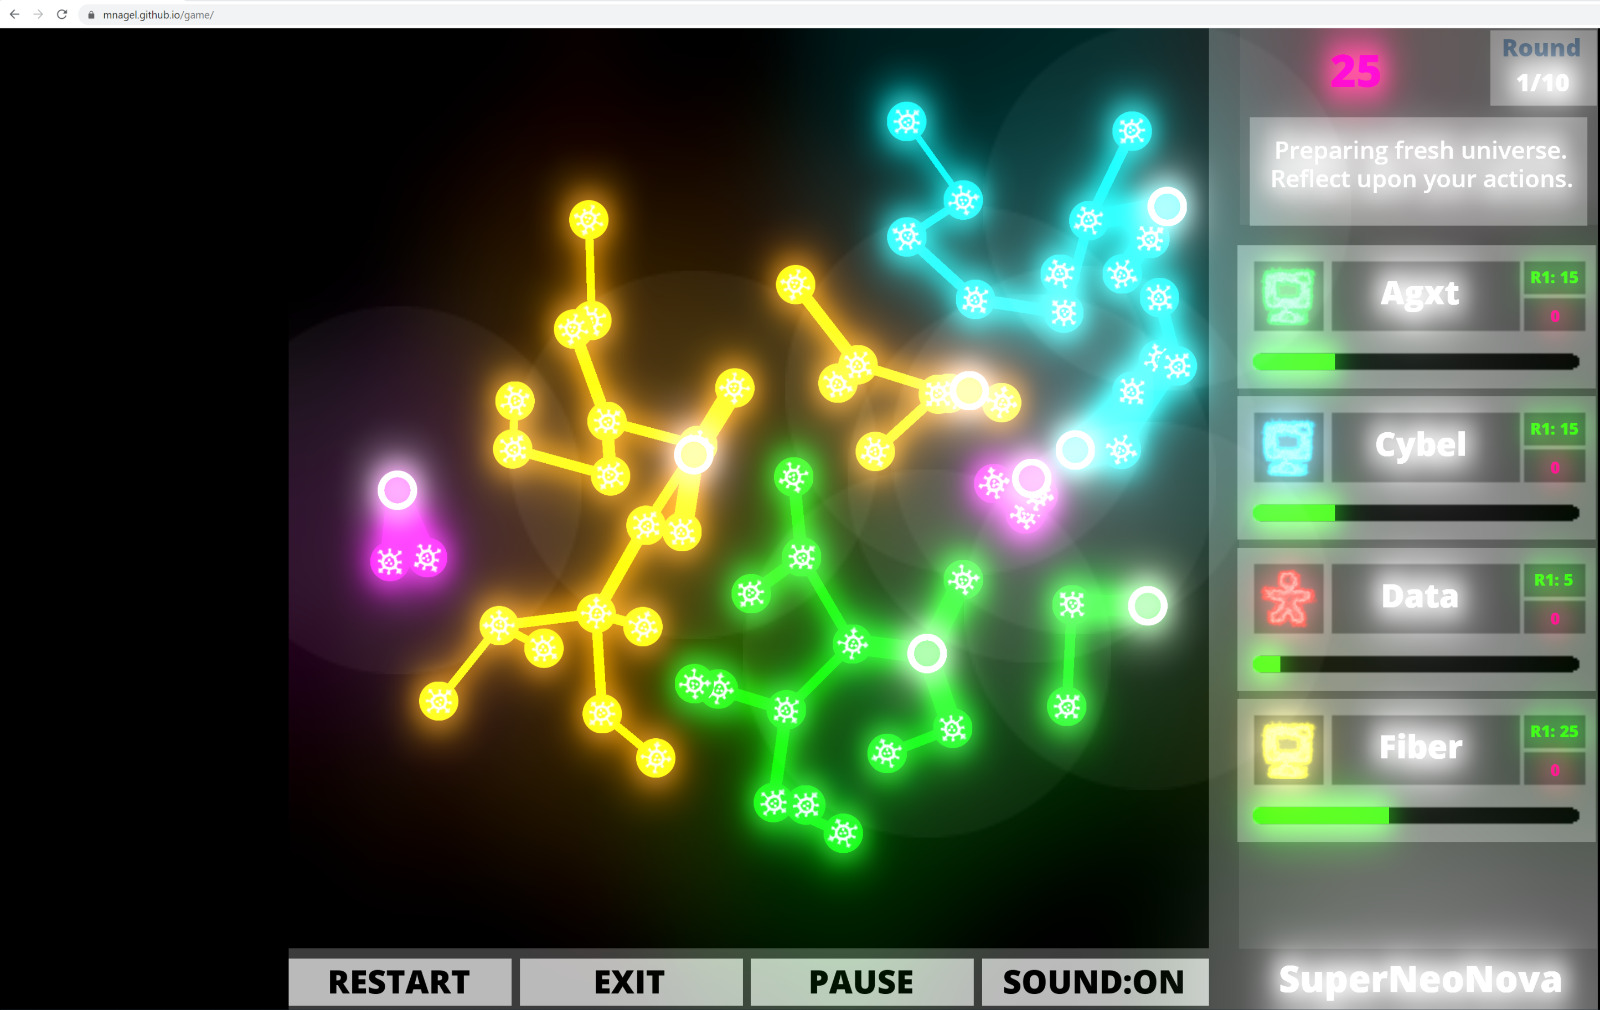 mnagel.github.io/game/
25
Round
1/10
Preparing fresh universe.
Reflect upon your actions.
Agxt
R1: 15
0
Cybel
R1: 15
0
Data
R1: 5
0
Fiber
R1: 25
0
RESTART
EXIT
PAUSE
SOUND:ON
SuperNeoNova